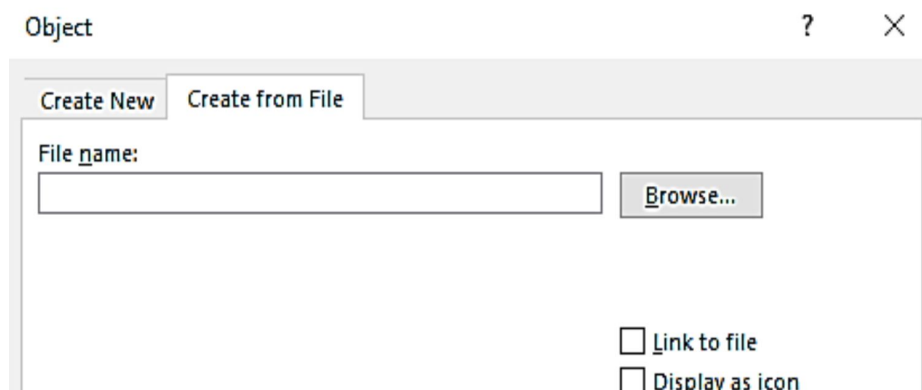 Object ?
Create New Create from File
File name:
Browse...
Link to file
Display as icon